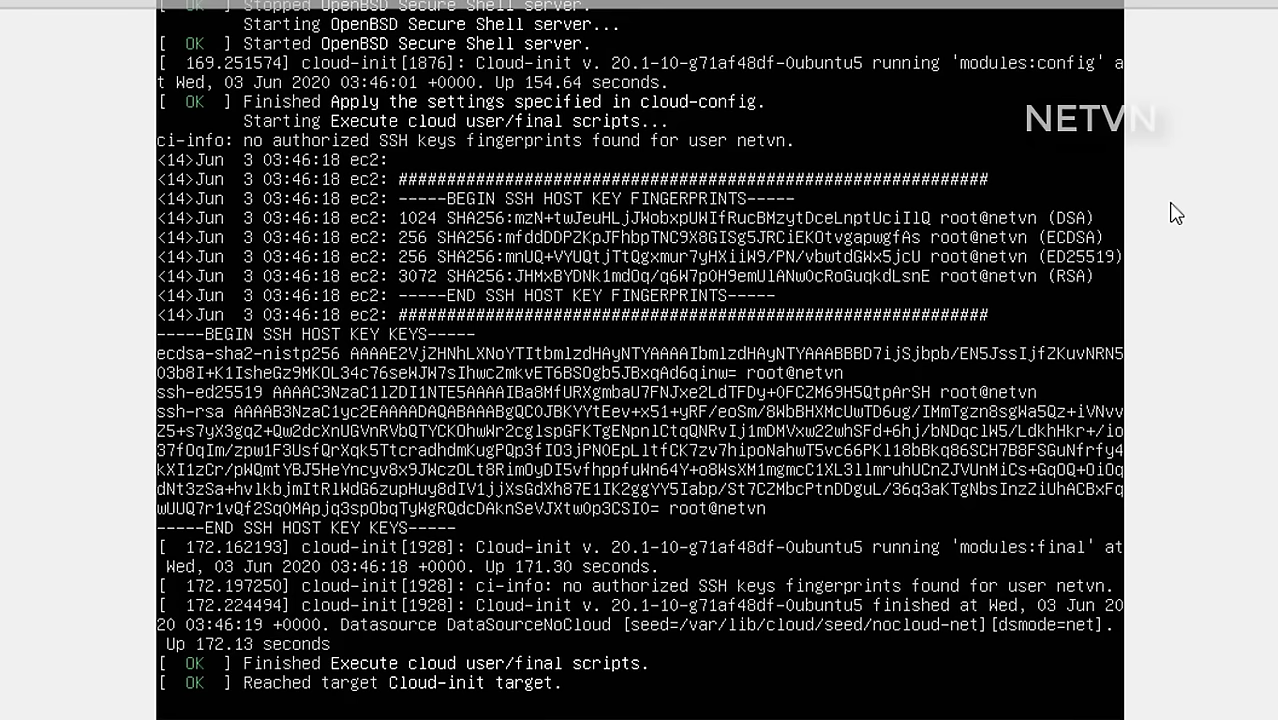 [  OK  ] Stopped OpenBSD Secure Shell server.
         Starting OpenBSD Secure Shell server...
[  OK  ] Started OpenBSD Secure Shell server.
[  169.251574] cloud-init[1876]: Cloud-init v. 20.1-10-g71af48df-0ubuntu5 running 'modules:config' a
t Wed, 03 Jun 2020 03:46:01 +0000. Up 154.64 seconds.
[  OK  ] Finished Apply the settings specified in cloud-config.
         Starting Execute cloud user/final scripts...
NETVN
ci-info: no authorized SSH keys fingerprints found for user netvn.
<14>Jun  3 03:46:18 ec2:
<14>Jun  3 03:46:18 ec2: #############################################################
<14>Jun  3 03:46:18 ec2: -----BEGIN SSH HOST KEY FINGERPRINTS-----
<14>Jun  3 03:46:18 ec2: 1024 SHA256:mzN+twJeuHLjJWobxpUWIfRucBMzytDceLnptUciIlQ root@netvn (DSA)
<14>Jun  3 03:46:18 ec2: 256 SHA256:mfddDDPZKpJFhbpTNC9X8GISg5JRCiEKOtvgapwgfAs root@netvn (ECDSA)
<14>Jun  3 03:46:18 ec2: 256 SHA256:mnUQ+VYUQtjTtQgxmur7yHXiiW9/PN/vbwtdGWx5jcU root@netvn (ED25519)
<14>Jun  3 03:46:18 ec2: 3072 SHA256:JHMxBYDNk1mdOq/q6W7p0H9emUlANw0cRoGuqkdLsnE root@netvn (RSA)
<14>Jun  3 03:46:18 ec2: -----END SSH HOST KEY FINGERPRINTS-----
<14>Jun  3 03:46:18 ec2: #############################################################
-----BEGIN SSH HOST KEY KEYS-----
ecdsa-sha2-nistp256 AAAAE2VjZHNhLXNoYTItbmlzdHAyNTYAAAAIbmlzdHAyNTYAAABBBD7ijSjbpb/EN5JssIjfZKuvNRN5
03b8I+K1IsheGz9MKOL34c76seWJW7sIhwcZmkvET6BSOgb5JBxqAd6qinw= root@netvn
ssh-ed25519 AAAAC3NzaC1lZDI1NTE5AAAAIBa8MfURXgmbaU7FNJxe2LdTFDy+0FCZM69H5QtpArSH root@netvn
ssh-rsa AAAAB3NzaC1yc2EAAAADAQABAAABgQC0JBKYYtEev+x51+yRF/eoSm/8WbBHXMcUwTD6ug/IMmTgzn8sgWa5Qz+iVNvv
Z5+s7yX3gqZ+Qw2dcXnUGVnRVbQTYCKOhwWr2cglspGFKTgENpnlCtqQNRvIj1mDMVxw22whSFd+6hj/bNDqclW5/LdkhHkr+/io
37fOqIm/zpw1F3UsfQrXqk5TtcradhdmKugPQp3fIO3jPNOEpLltfCK7zv7hipoNahwT5vc66PKl18bBkq86SCH7B8FSGuNfrfy4
kXI1zCr/pWQmtYBJ5HeYncyv8x9JWczOLt8RimOyDI5vfhppfuWn64Y+o8WsXM1mgmcC1XL3llmruhUCnZJVUnMiCs+GqOQ+OiOq
dNt3zSa+hvlkbjmItRlWdG6zupHuy8dIV1jjXsGdXh87E1IK2ggYY5Iabp/St7CZMbcPtnDDguL/36q3aKTgNbsInzZiUhACBxFq
wUUQ7r1vQf2SqOMApjq3spObqTyWgRQdcDAknSeVJXtwOp3CSI0= root@netvn
-----END SSH HOST KEY KEYS-----
[  172.162193] cloud-init[1928]: Cloud-init v. 20.1-10-g71af48df-0ubuntu5 running 'modules:final' at
 Wed, 03 Jun 2020 03:46:18 +0000. Up 171.30 seconds.
[  172.197250] cloud-init[1928]: ci-info: no authorized SSH keys fingerprints found for user netvn.
[  172.224494] cloud-init[1928]: Cloud-init v. 20.1-10-g71af48df-0ubuntu5 finished at Wed, 03 Jun 20
20 03:46:19 +0000. Datasource DataSourceNoCloud [seed=/var/lib/cloud/seed/nocloud-net][dsmode=net].
 Up 172.13 seconds
[  OK  ] Finished Execute cloud user/final scripts.
[  OK  ] Reached target Cloud-init target.